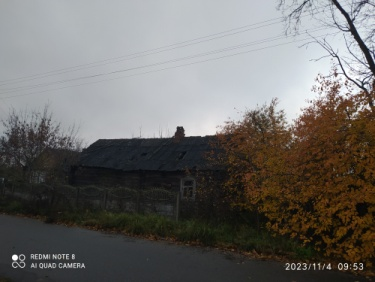 REDMI NOTE 8
AI QUAD CAMERA
2023/11/4 09:53